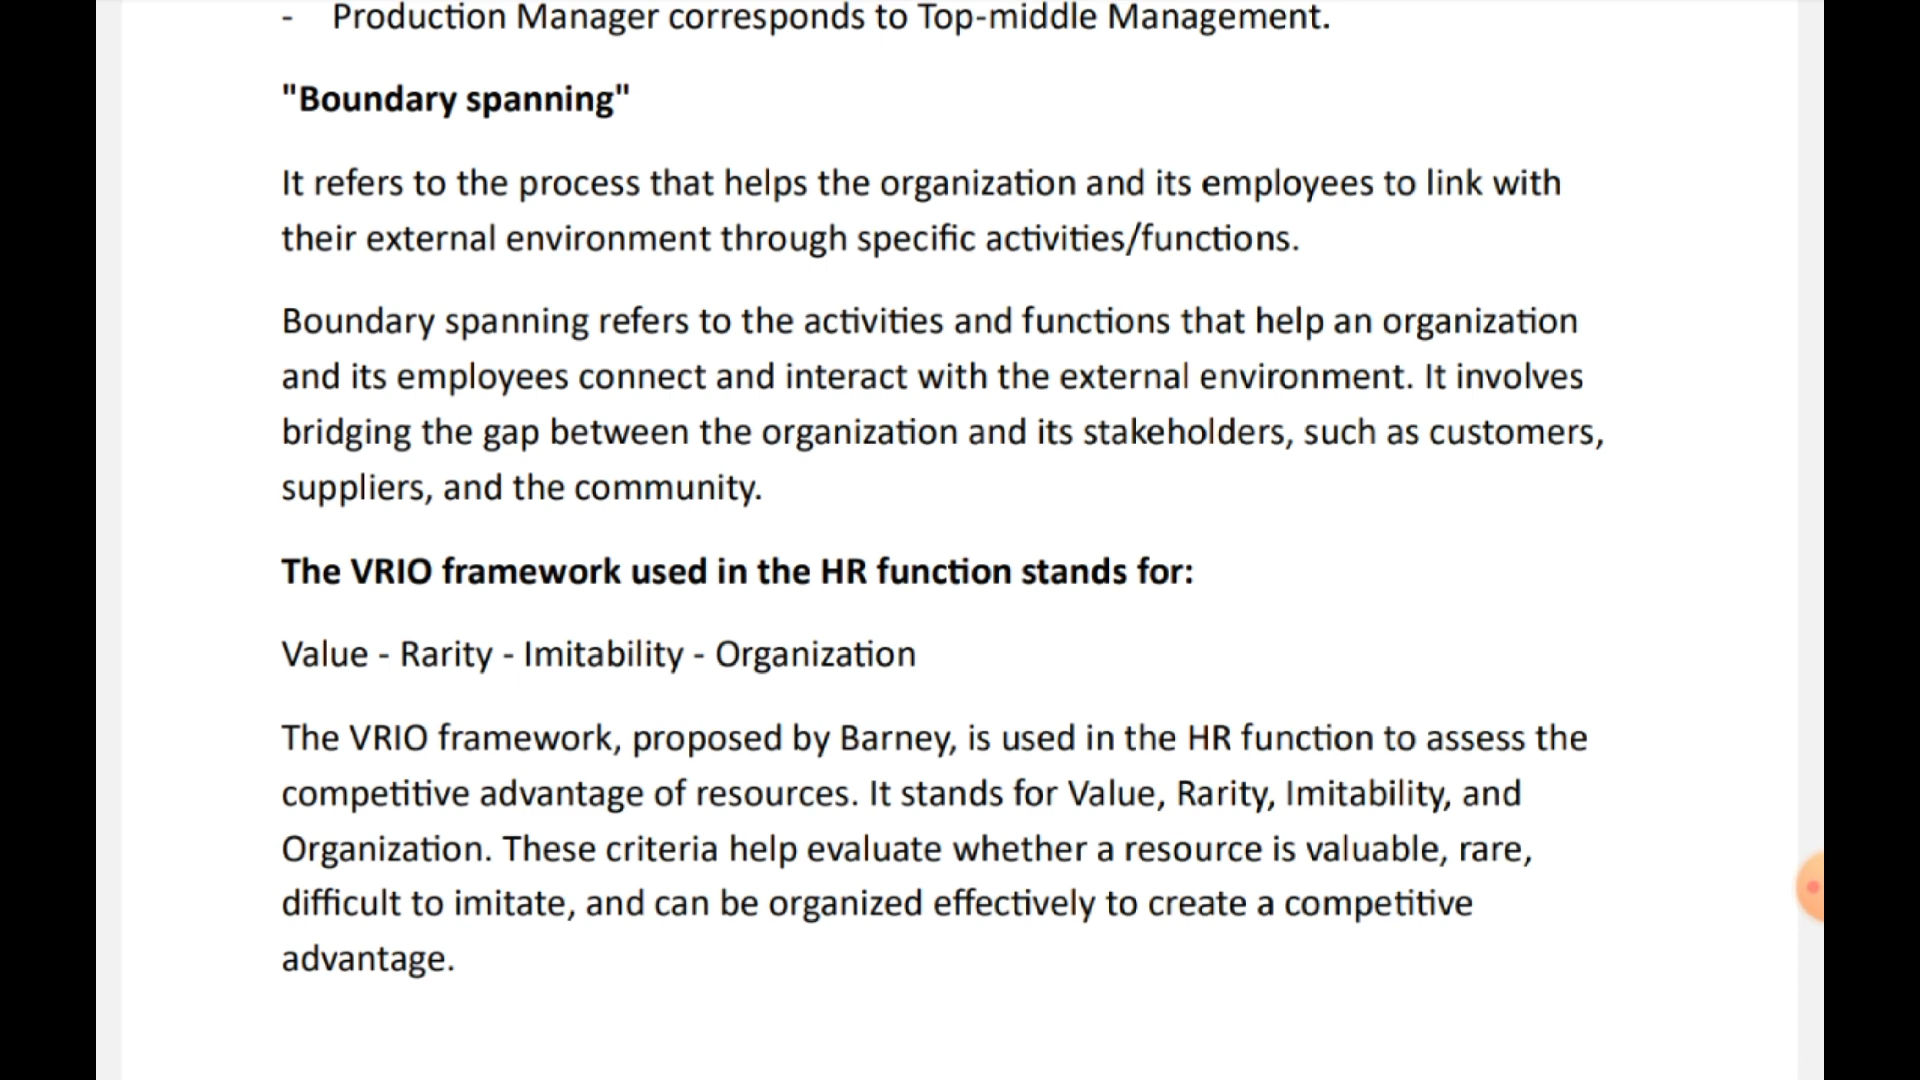 - Production Manager corresponds to Top-middle Management.
"Boundary spanning"
It refers to the process that helps the organization and its employees to link with
their external environment through specific activities/functions.
Boundary spanning refers to the activities and functions that help an organization
and its employees connect and interact with the external environment. It involves
bridging the gap between the organization and its stakeholders, such as customers,
suppliers, and the community.
The VRIO framework used in the HR function stands for:
Value - Rarity - Imitability - Organization
The VRIO framework, proposed by Barney, is used in the HR function to assess the
competitive advantage of resources. It stands for Value, Rarity, Imitability, and
Organization. These criteria help evaluate whether a resource is valuable, rare,
difficult to imitate, and can be organized effectively to create a competitive
advantage.